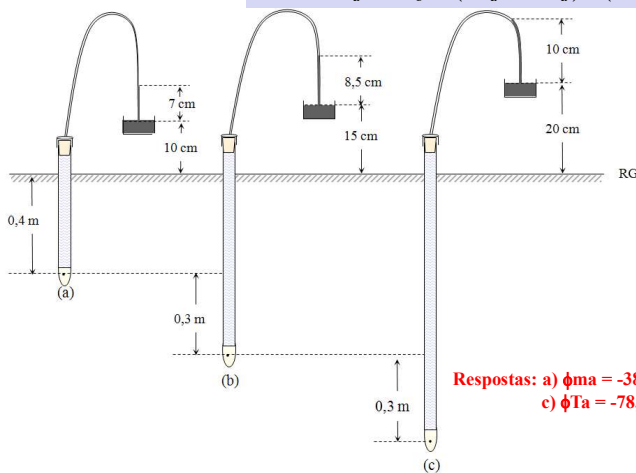 10 cm
7 cm
8,5 cm
10 cm
15 cm
20 cm
RG
0,4 m
(a)
0,3 m
(b)
0,3 m
(c)
Respostas: a) ϕma = -38
c) ϕTa = -78